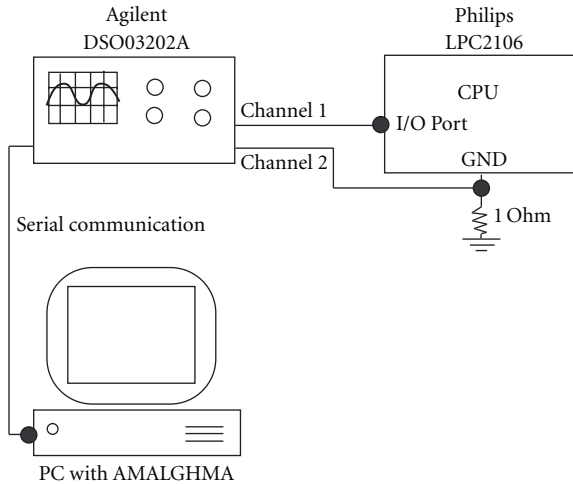 Agilent
DSO03202A
Philips
LPC2106
CPU
Channel 1
I/O Port
Channel 2
GND
1 Ohm
Serial communication
PC with AMALGHMA